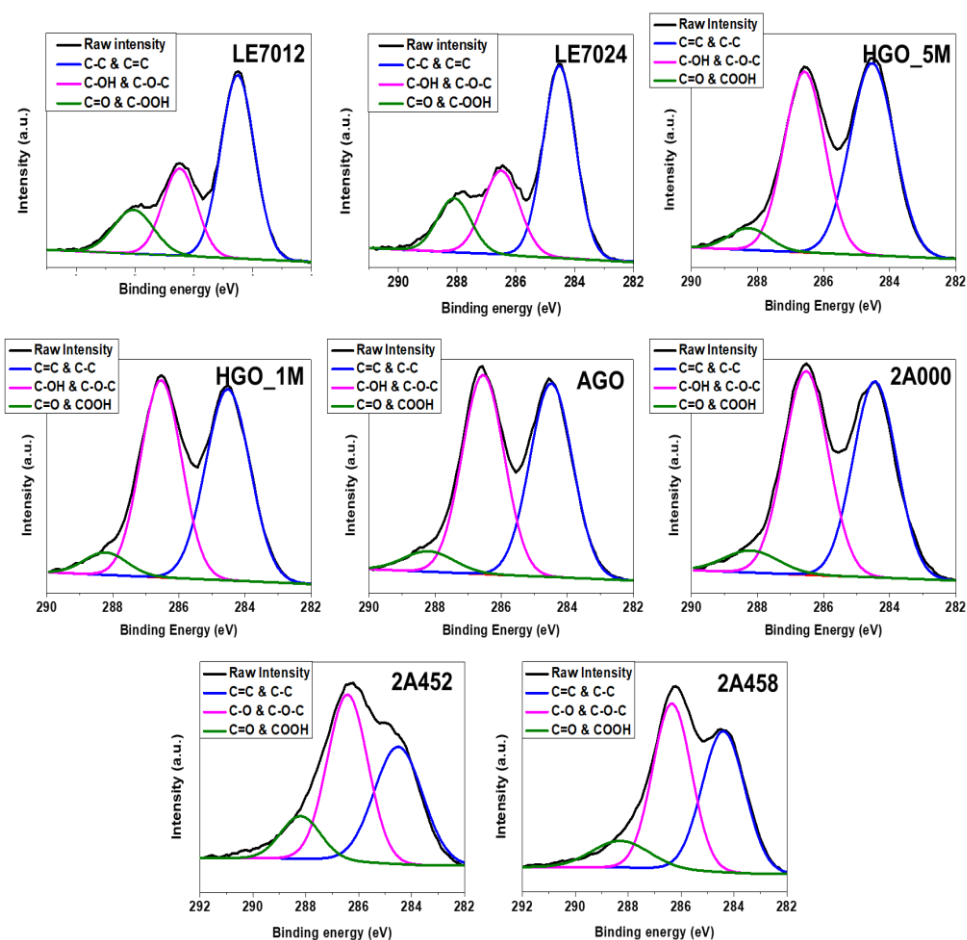 Raw intensity
C-C & C=C
C-OH & C-O-C
C=O & C-OOH
LE7012
Intensity (a.u.)
Binding energy (eV)
Raw intensity
C-C & C=C
C-OH & C-O-C
C=O & C-OOH
LE7024
Intensity (a.u.)
290 288 286 284 282
Binding energy (eV)
Raw intensity
C=C & C-C
C-OH & C-O-C
C=O & COOH
HGO_5M
Intensity (a.u.)
290 288 286 284 282
Binding Energy (eV)
Raw Intensity
C=C & C-C
C-OH & C-O-C
C=O & COOH
HGO_1M
Intensity (a.u.)
290 288 286 284 282
Binding Energy (eV)
Raw Intensity
C=C & C-C
C-OH & C-O-C
C=O & COOH
AGO
Intensity (a.u.)
290 288 286 284 282
Binding Energy (eV)
Raw Intensity
C=C & C-C
C-OH & C-O-C
C=O & COOH
2A000
Intensity (a.u.)
290 288 286 284 282
Binding Energy (eV)
Raw Intensity
C=C & C-C
C-O & C-O-C
C=O & COOH
2A452
Intensity (a.u.)
292 290 288 286 284 282
Binding energy (eV)
Raw Intensity
C=C & C-C
C-O & C-O-C
C=O & COOH
2A458
Intensity (a.u.)
292 290 288 286 284 282
Binding energy (eV)